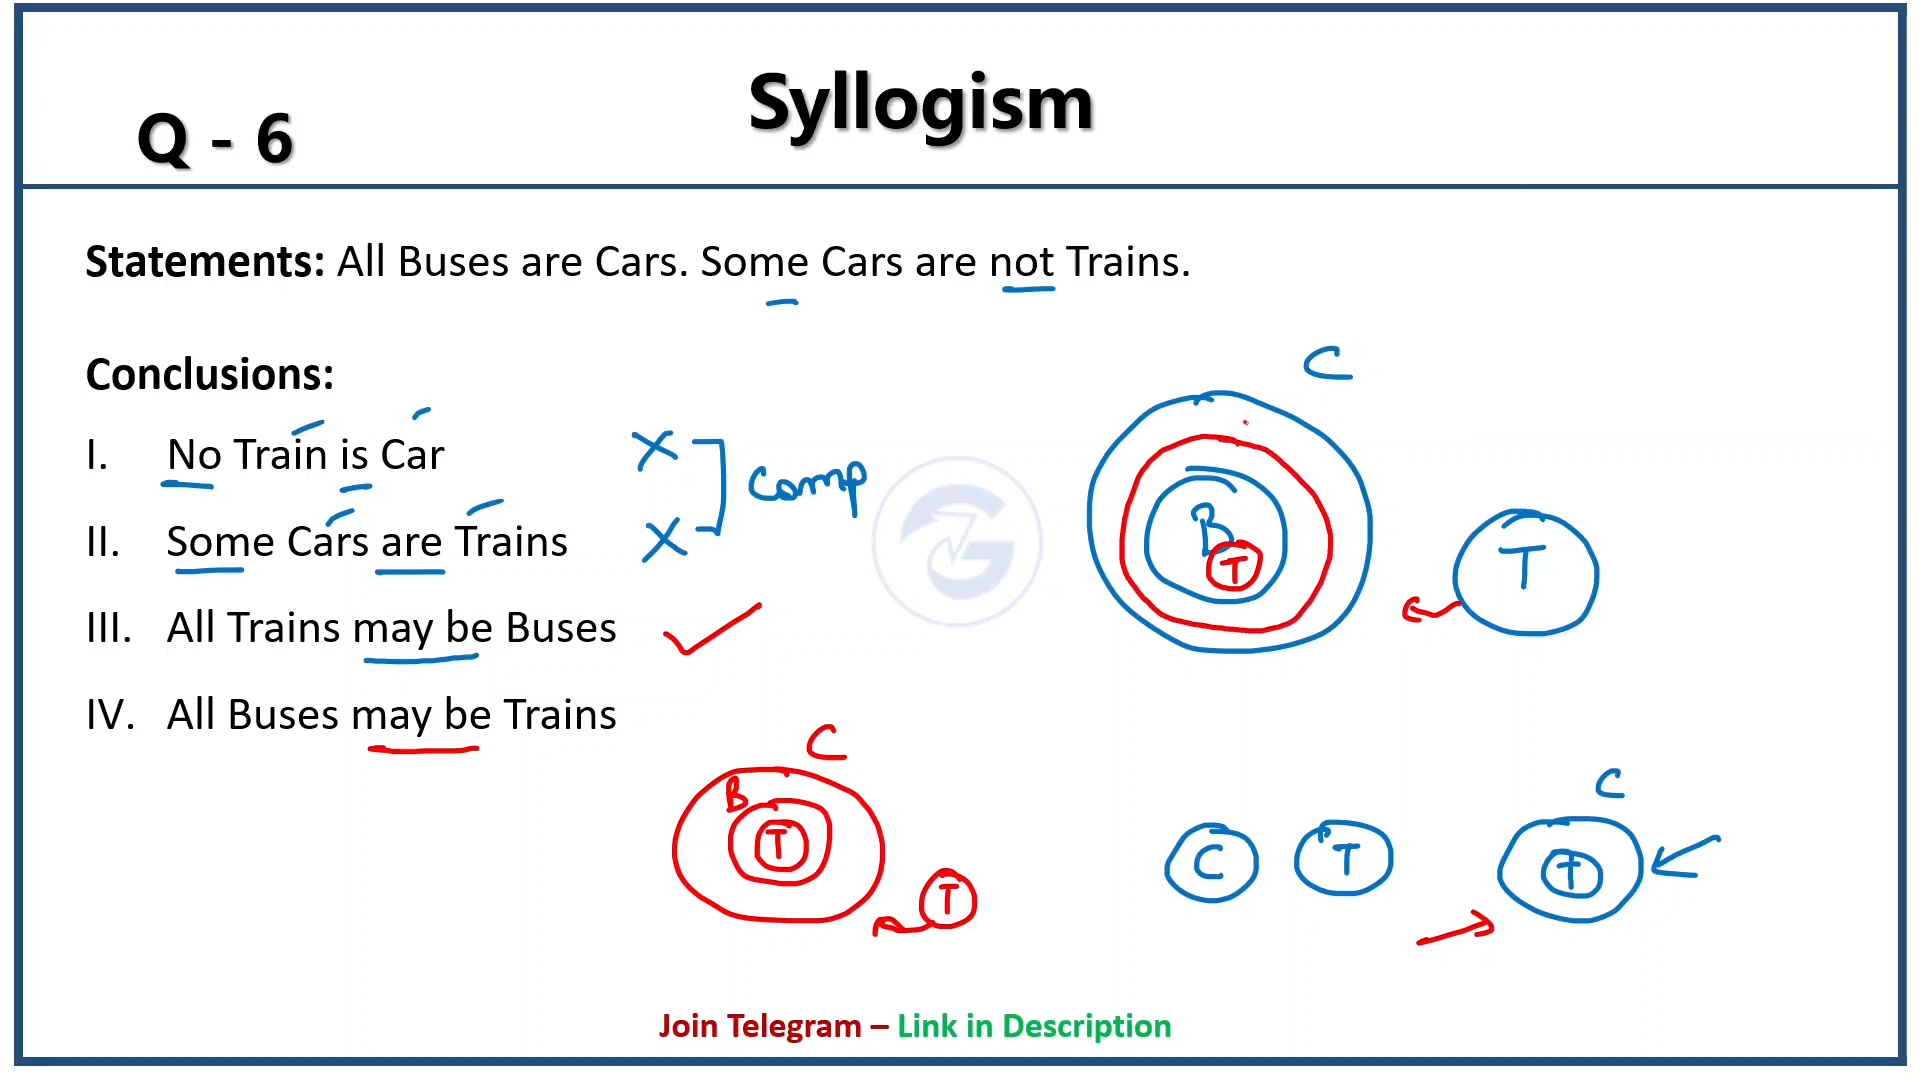 Syllogism
Q - 6
Statements: All Buses are Cars. Some Cars are not Trains.
Conclusions:
I. No Train is Car
II. Some Cars are Trains
III. All Trains may be Buses
IV. All Buses may be Trains
Comp
C
B
T
T
C
B
T
T
C
T
C
T
G
Join Telegram – Link in Description